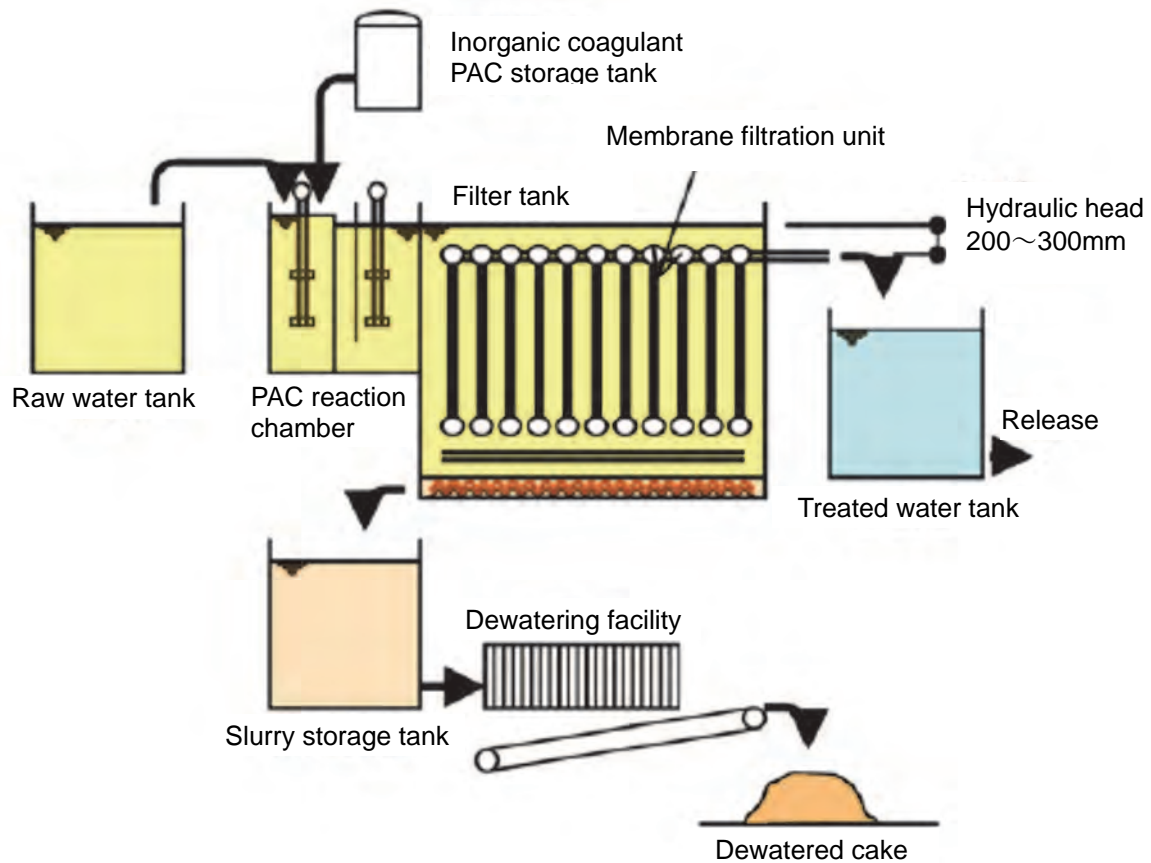 Inorganic coagulant
PAC storage tank
Membrane filtration unit
Filter tank
Hydraulic head
200～300mm
Raw water tank
PAC reaction
chamber
Release
Treated water tank
Dewatering facility
Slurry storage tank
Dewatered cake